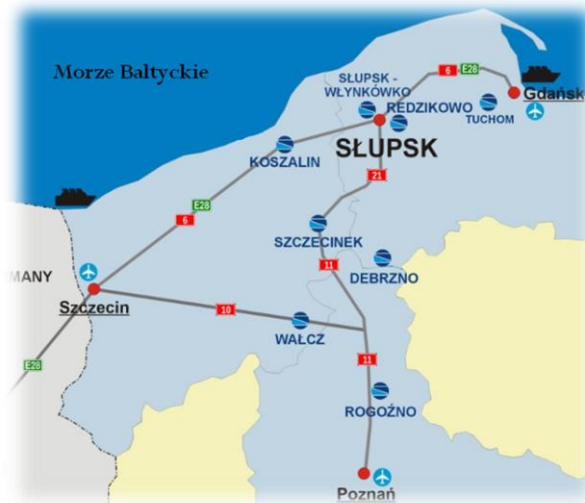 Morze Bałtyckie
6
E28
SŁUPSK -
WŁYNKÓWKO
REDZIKOWO
Gdańsk
TUCHOM
SŁUPSK
KOSZALIN
21
E28
6
SZCZECINEK
11
DEBRZNO
MANY
Szczecin
10
WAŁCZ
E28
11
ROGOŹNO
Poznań